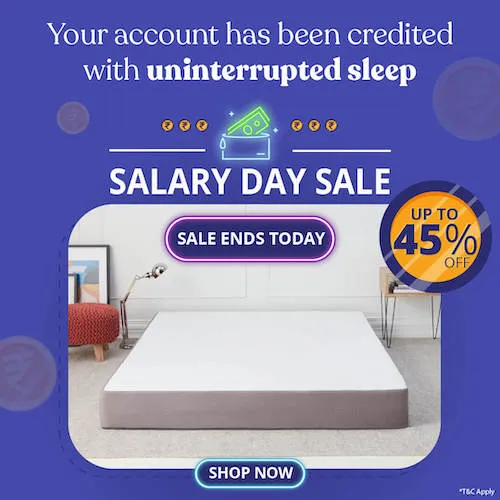 Your account has been credited
with uninterrupted sleep
₹ ₹ ₹ ₹ ₹ ₹
SALARY DAY SALE
SALE ENDS TODAY
UP TO
45%
OFF
SHOP NOW
*T&C Apply